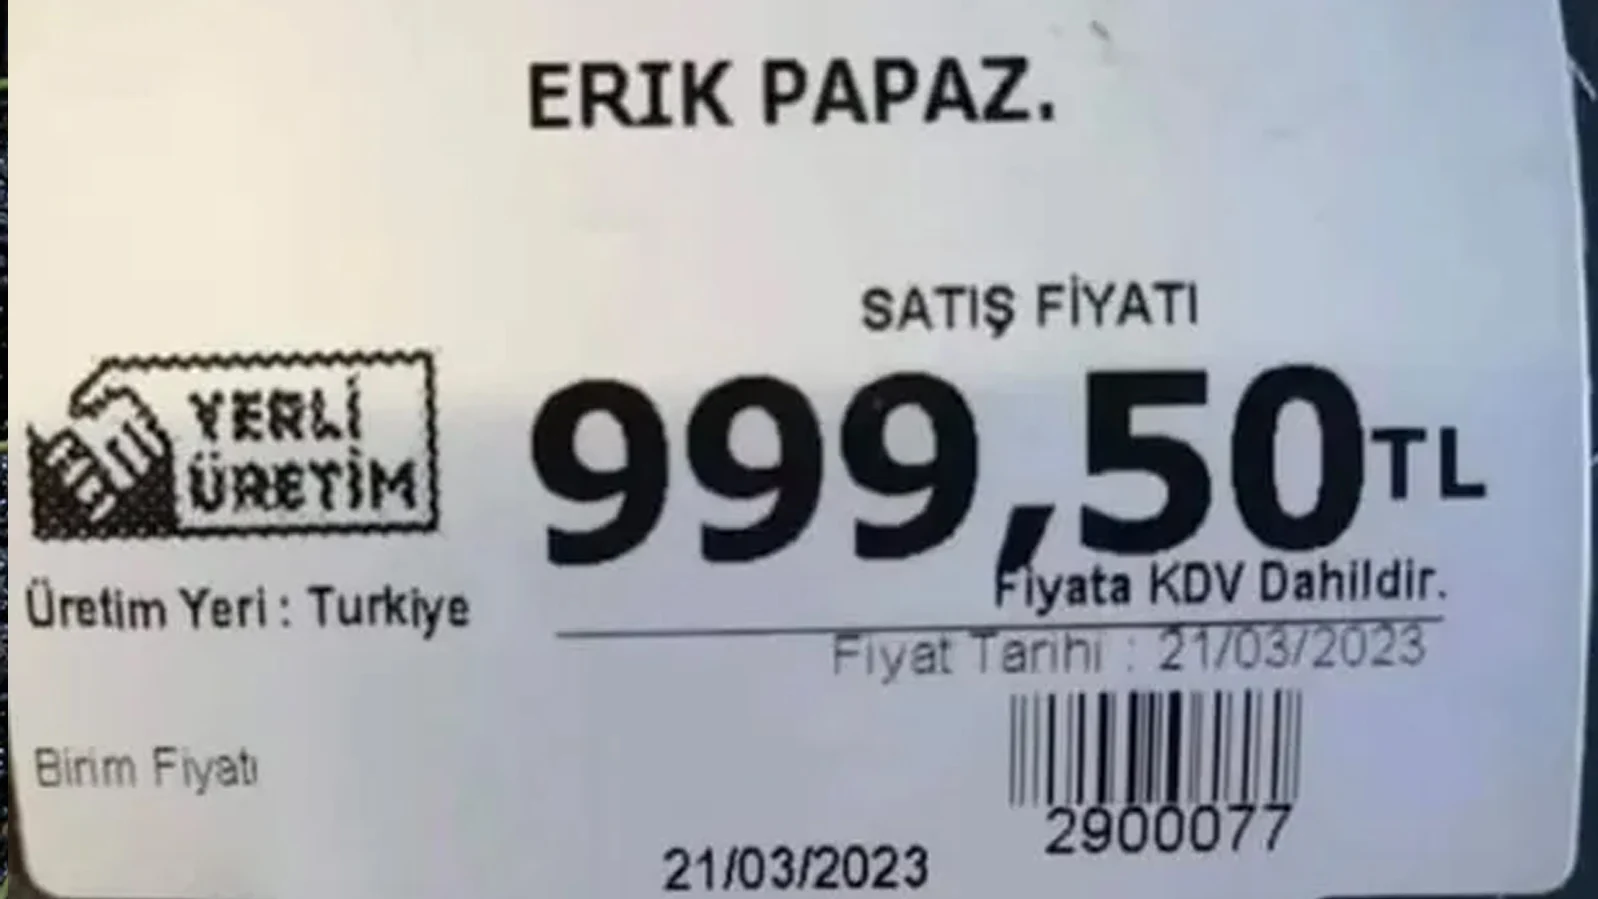 ERIK PAPAZ.
SATIŞ FİYATI
YERLİ
ÜRETİM
999,50TL
Fiyata KDV Dahildir.
Üretim Yeri : Turkiye
Fiyat Tarihi : 21/03/2023
Birim Fiyatı
2900077
21/03/2023